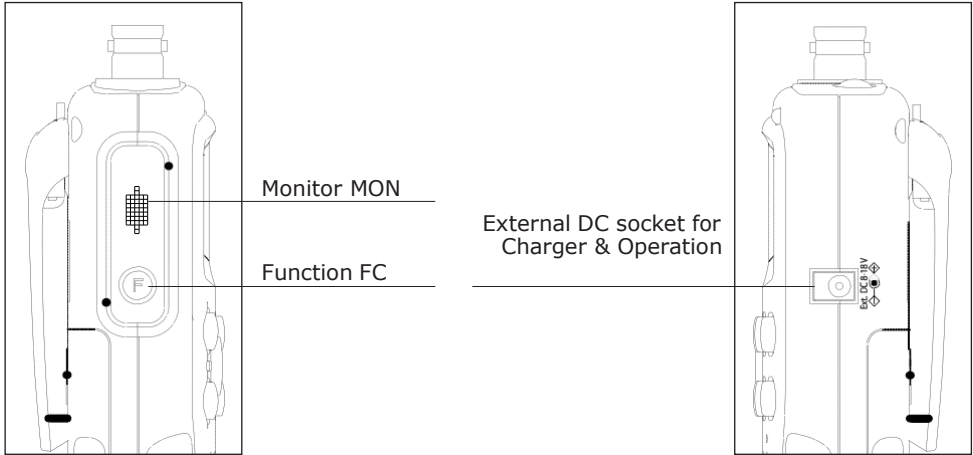 Monitor MON
Function FC
F
External DC socket for
Charger & Operation
Ext. DC 8-18V